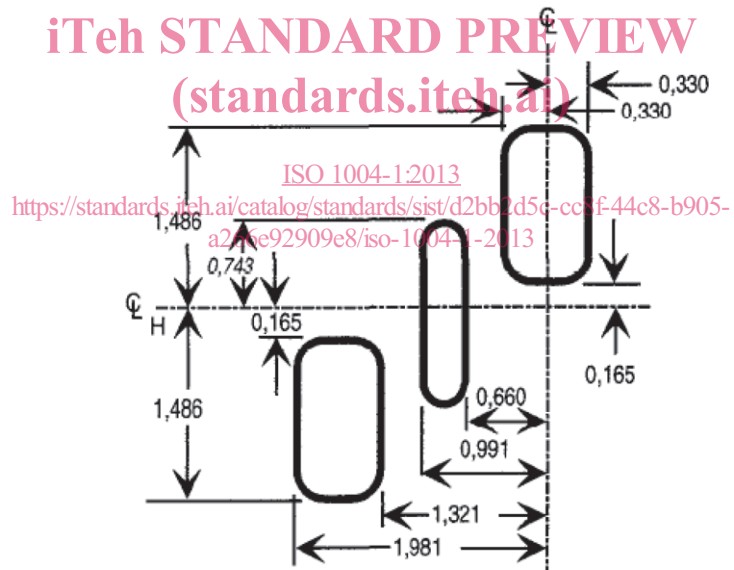 ℄
iTeh STANDARD PREVIEW
(standards.iteh.ai)
0,330
0,330
ISO 1004-1:2013
https://standards.iteh.ai/catalog/standards/sist/d2bb2d5c-cc8f-44c8-b905-
1,486
a266e92909e8/iso-1004-1-2013
0,743
℄
H
0,165
0,165
0,660
1,486
0,991
1,321
1,981